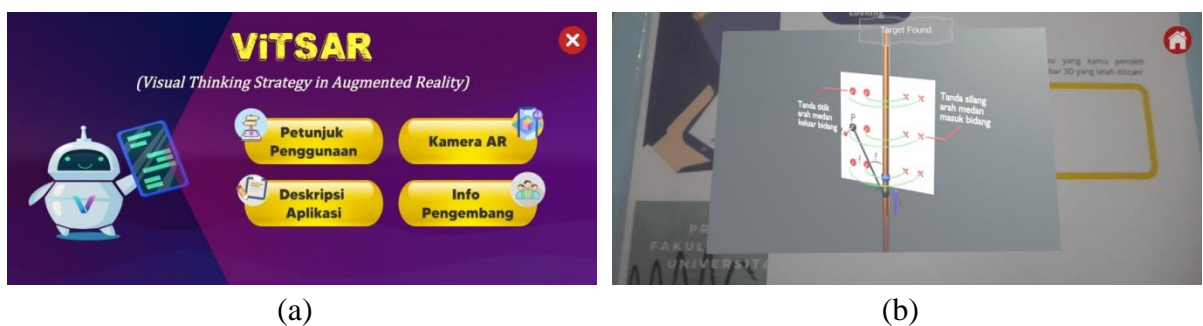 ViTSAR
(Visual Thinking Strategy in Augmented Reality)
Petunjuk
Penggunaan
Kamera AR
Deskripsi
Aplikasi
Info
Pengembang
(a)
Target Found
yang kamu peroleh
bar 3D yang telah discan!
Tanda titik
arah medan
keluar bidang
Tanda silang
arah medan
masuk bidang
P
FAKUL
UNIVERSITA
(b)